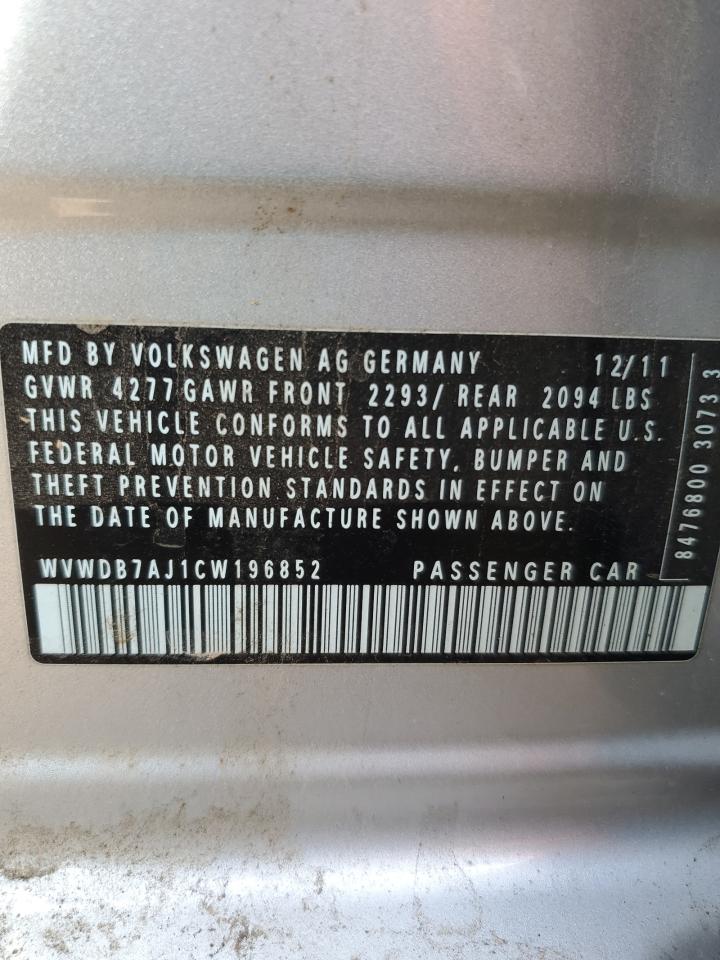 MFD BY VOLKSWAGEN AG GERMANY 12/11
GVWR 4277 GAWR FRONT 2293/ REAR 2094 LBS
THIS VEHICLE CONFORMS TO ALL APPLICABLE U.S.
FEDERAL MOTOR VEHICLE SAFETY, BUMPER AND
THEFT PREVENTION STANDARDS IN EFFECT ON
THE DATE OF MANUFACTURE SHOWN ABOVE.
WVWDB7AJ1CW196852 PASSENGER CAR
8476800 3073 3